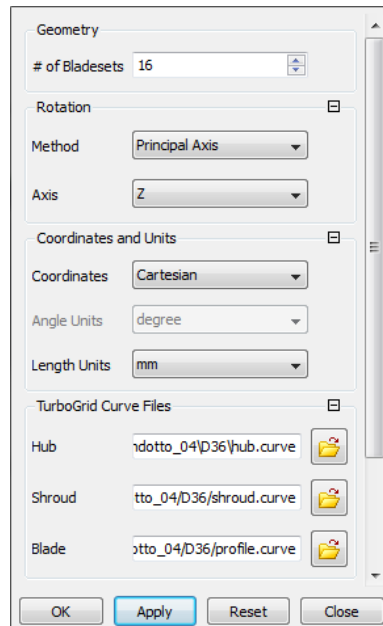 Geometry
# of Bladesets 16
Rotation
Method Principal Axis
Axis Z
Coordinates and Units
Coordinates Cartesian
Angle Units degree
Length Units mm
TurboGrid Curve Files
Hub ndotto_04\D36\hub.curve
Shroud tto_04/D36/shroud.curve
Blade otto_04/D36/profile.curve
OK Apply Reset Close